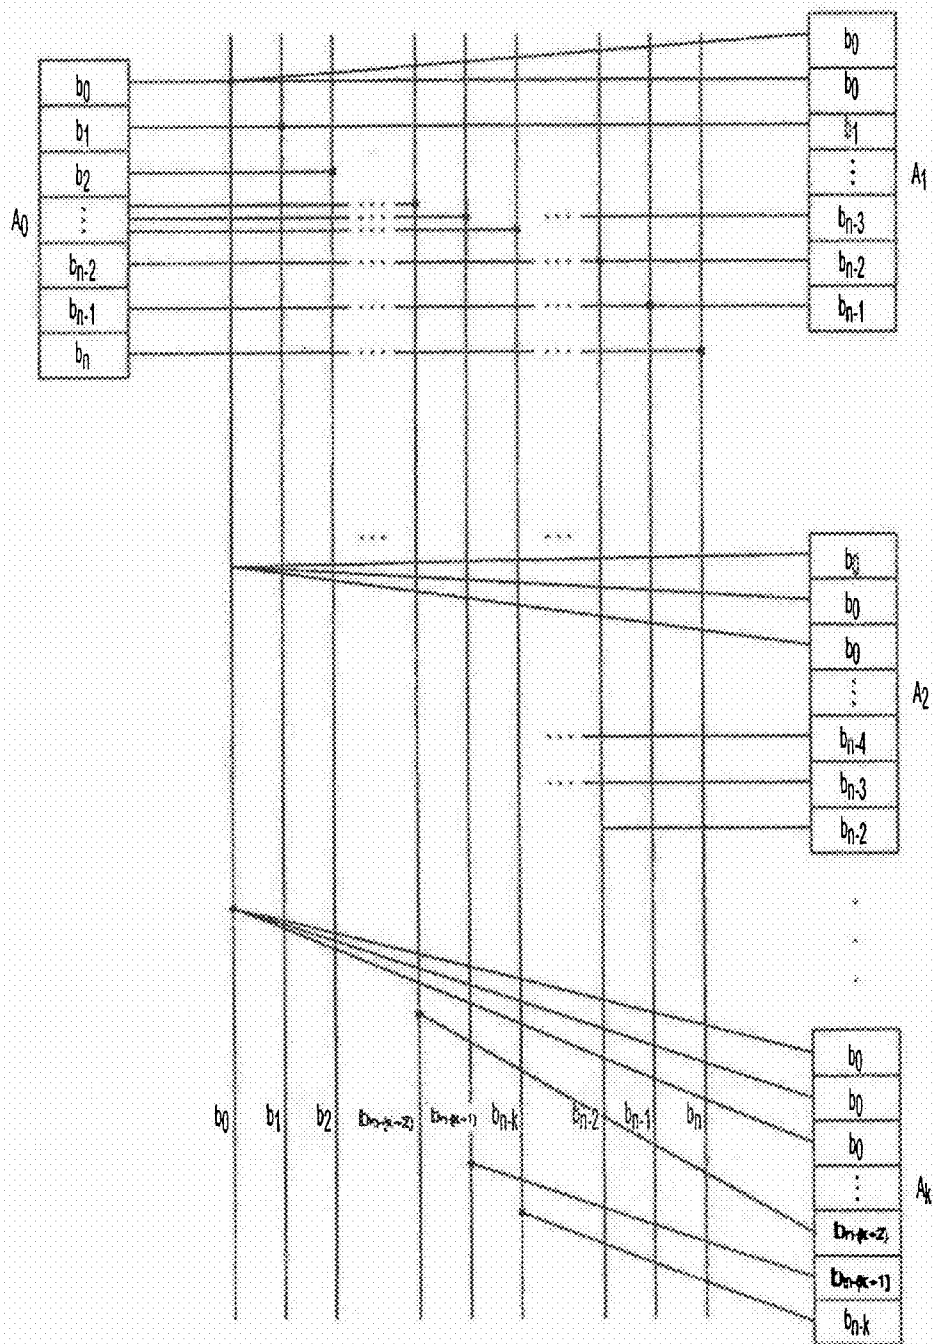 A0
b0
b1
b2
⋮
bn-2
bn-1
bn
b0
b0
b1
⋮
bn-3
bn-2
bn-1
A1
b0
b0
b0
⋮
bn-4
bn-3
bn-2
A2
b0
b1
b2
bn-(k+2)
bn-(k+1)
bn-k
bn-2
bn-1
bn
b0
b0
b0
⋮
bn-(k+2)
bn-(k+1)
bn-k
Ak